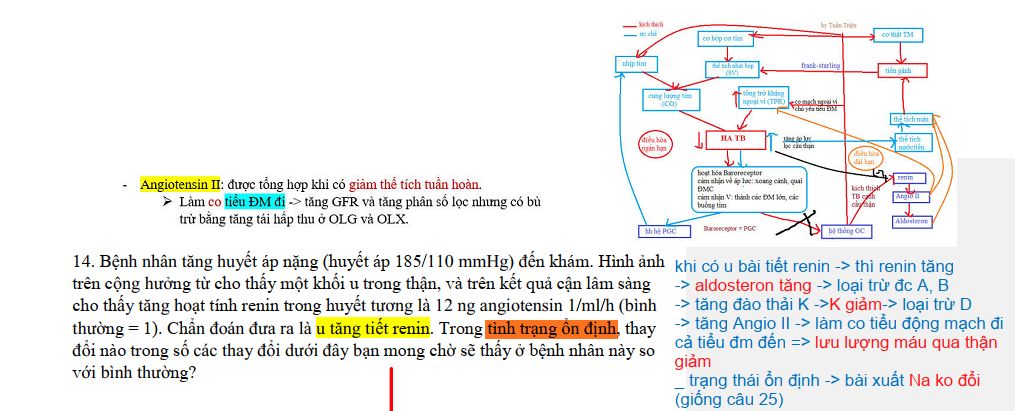 kích thích
ức chế
by Tuấn Triệu
co bóp cơ tim
co thắt TM
nhịp tim
thể tích nhát bóp
(SV)
frank-starling
tiền gánh
cung lượng tim
(CO)
tổng trở kháng
ngoại vi (TPR)
co mạch ngoại vi
chủ yếu tiểu ĐM
thể tích máu
điều hòa
ngắn hạn
HA TB
tăng áp lực
lọc cầu thận
thể tích
nước tiểu
điều hòa
dài hạn
hoạt hóa Baroreceptor
cảm nhận về áp lực: xoang cảnh, quai
ĐMC
cảm nhận V: thành các ĐM lớn, các
buồng tim
renin
kích thích
TB cạnh
cầu thận
Angio II
Aldosteron
hh hệ PGC
Baroreceptor = PGC
hệ thống GC
- Angiotensin II: được tổng hợp khi có giảm thể tích tuần hoàn.
➢ Làm co tiểu ĐM đi -> tăng GFR và tăng phân số lọc nhưng có bù
trừ bằng tăng tái hấp thu ở OLG và OLX.
14. Bệnh nhân tăng huyết áp nặng (huyết áp 185/110 mmHg) đến khám. Hình ảnh
trên cộng hưởng từ cho thấy một khối u trong thận, và trên kết quả cận lâm sàng
cho thấy tăng hoạt tính renin trong huyết tương là 12 ng angiotensin 1/ml/h (bình
thường = 1). Chẩn đoán đưa ra là u tăng tiết renin. Trong tình trạng ổn định, thay
đổi nào trong số các thay đổi dưới đây bạn mong chờ sẽ thấy ở bệnh nhân này so
với bình thường?
khi có u bài tiết renin -> thì renin tăng
-> aldosteron tăng -> loại trừ đc A, B
-> tăng đào thải K ->K giảm-> loại trừ D
-> tăng Angio II -> làm co tiểu động mạch đi
cả tiểu đm đến => lưu lượng máu qua thận
giảm
_ trạng thái ổn định -> bài xuất Na ko đổi
(giống câu 25)